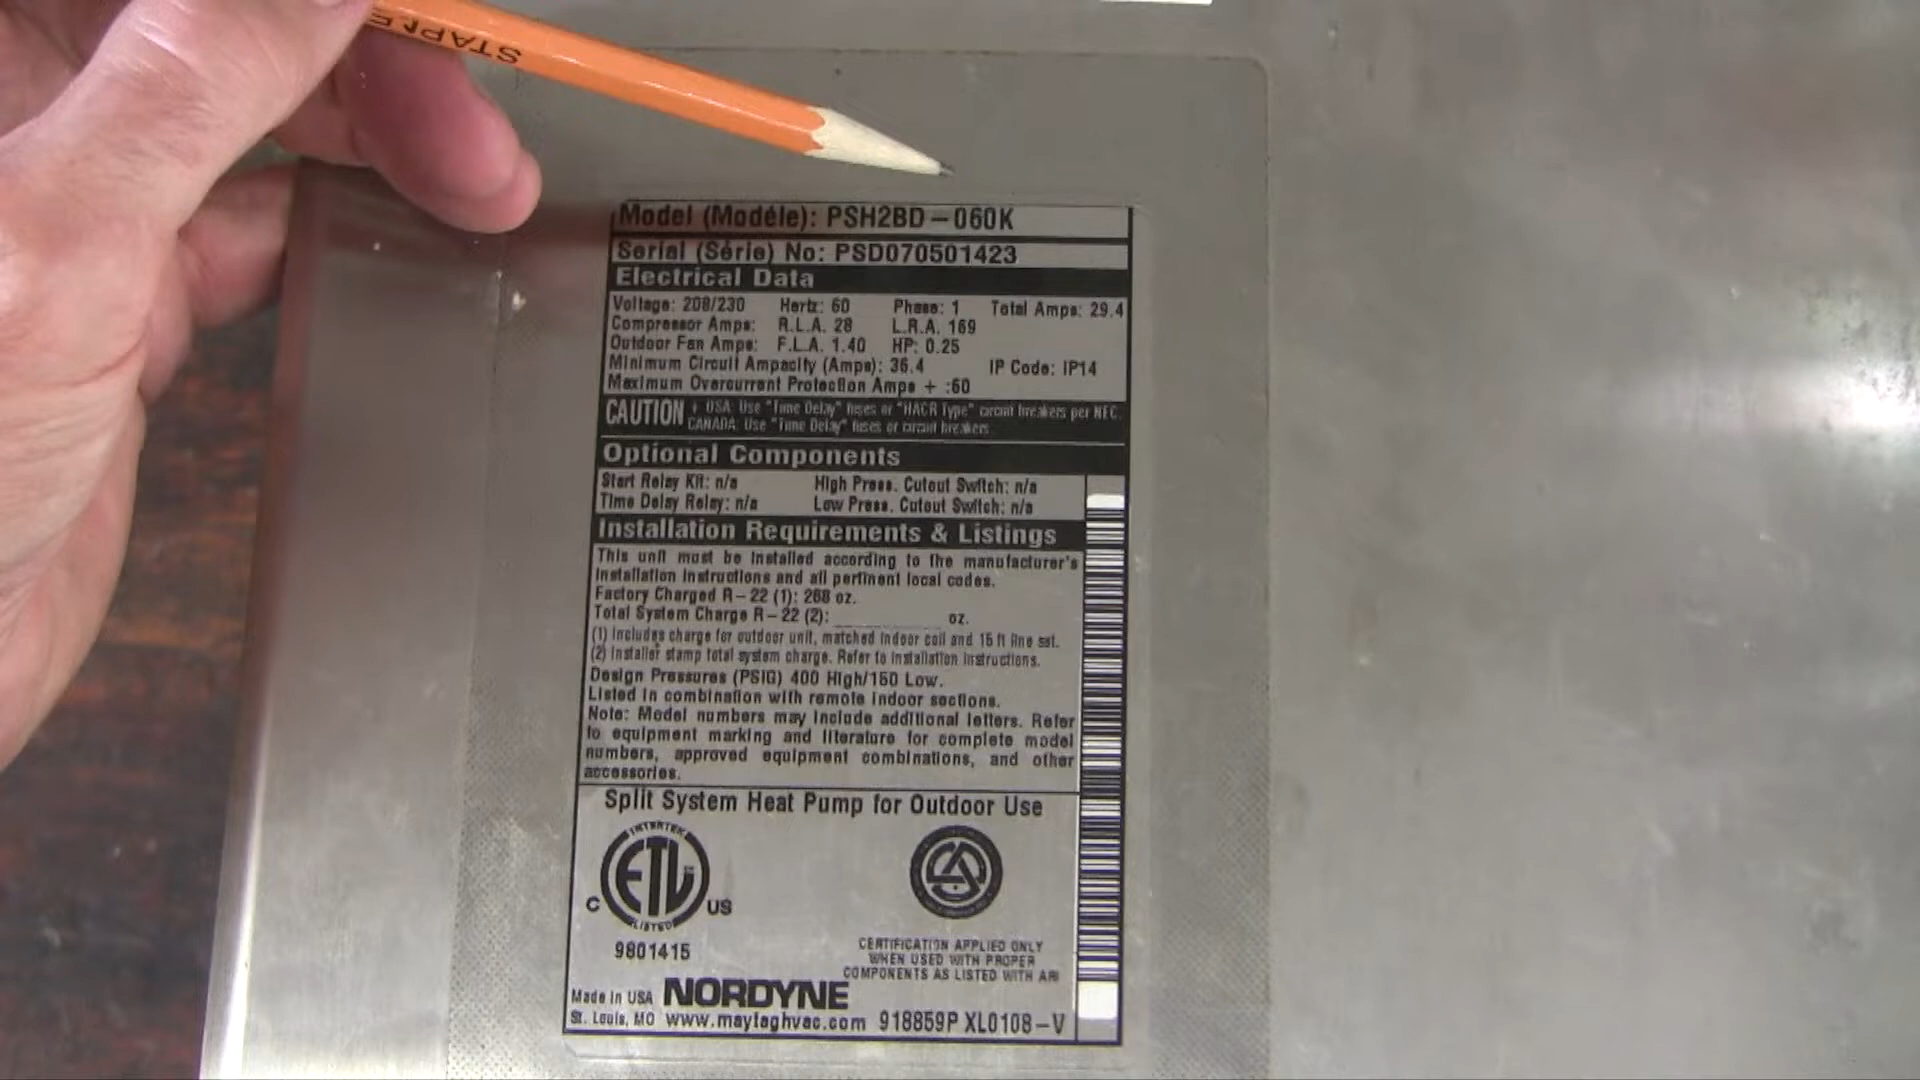 STAPLES
Model (Modéle): PSH2BD-060K
Serial (Série) No: PSD070501423
Electrical Data
Voltage: 208/230 Hertz: 60 Phase: 1 Total Amps: 29.4
Compressor Amps: R.L.A. 28 L.R.A. 169
Outdoor Fan Amps: F.L.A. 1.40 HP: 0.25
Minimum Circuit Ampacity (Amps): 36.4 IP Code: IP14
Maximum Overcurrent Protection Amps + :60
CAUTION + USA: Use "Time Delay" fuses or "HACR Type" circuit breakers per NEC.
CANADA: Use "Time Delay" fuses or circuit breakers.
Optional Components
Start Relay Kit: n/a High Press. Cutout Switch: n/a
Time Delay Relay: n/a Low Press. Cutout Switch: n/a
Installation Requirements & Listings
This unit must be installed according to the manufacturer's
installation instructions and all pertinent local codes.
Factory Charged R-22 (1): 268 oz.
Total System Charge R-22 (2): ____________ oz.
(1) Includes charge for outdoor unit, matched indoor coil and 15 ft line set.
(2) Installer stamp total system charge. Refer to installation instructions.
Design Pressures (PSIG) 400 High/150 Low.
Listed in combination with remote indoor sections.
Note: Model numbers may include additional letters. Refer
to equipment marking and literature for complete model
numbers, approved equipment combinations, and other
accessories.
Split System Heat Pump for Outdoor Use
INTERTEK
ETL
C US
LISTED
9801415
CERTIFICATION APPLIED ONLY
WHEN USED WITH PROPER
COMPONENTS AS LISTED WITH ARI
Made in USA NORDYNE
St. Louis, MO www.maytaghvac.com 918859P XL0108-V